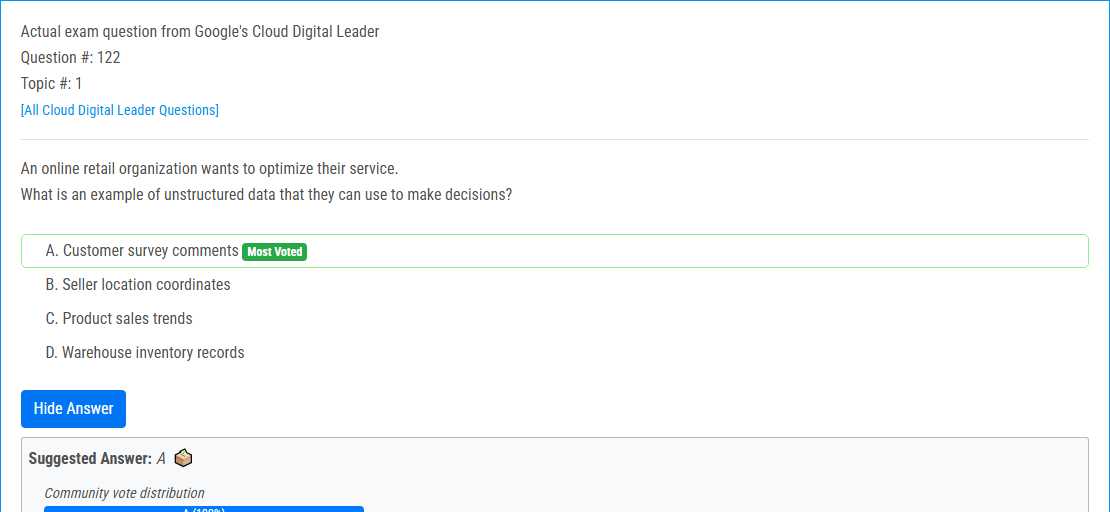 Actual exam question from Google's Cloud Digital Leader
Question #: 122
Topic #: 1
[All Cloud Digital Leader Questions]
An online retail organization wants to optimize their service.
What is an example of unstructured data that they can use to make decisions?
A. Customer survey comments Most Voted
B. Seller location coordinates
C. Product sales trends
D. Warehouse inventory records
Hide Answer
Suggested Answer: A
Community vote distribution
A (100%)